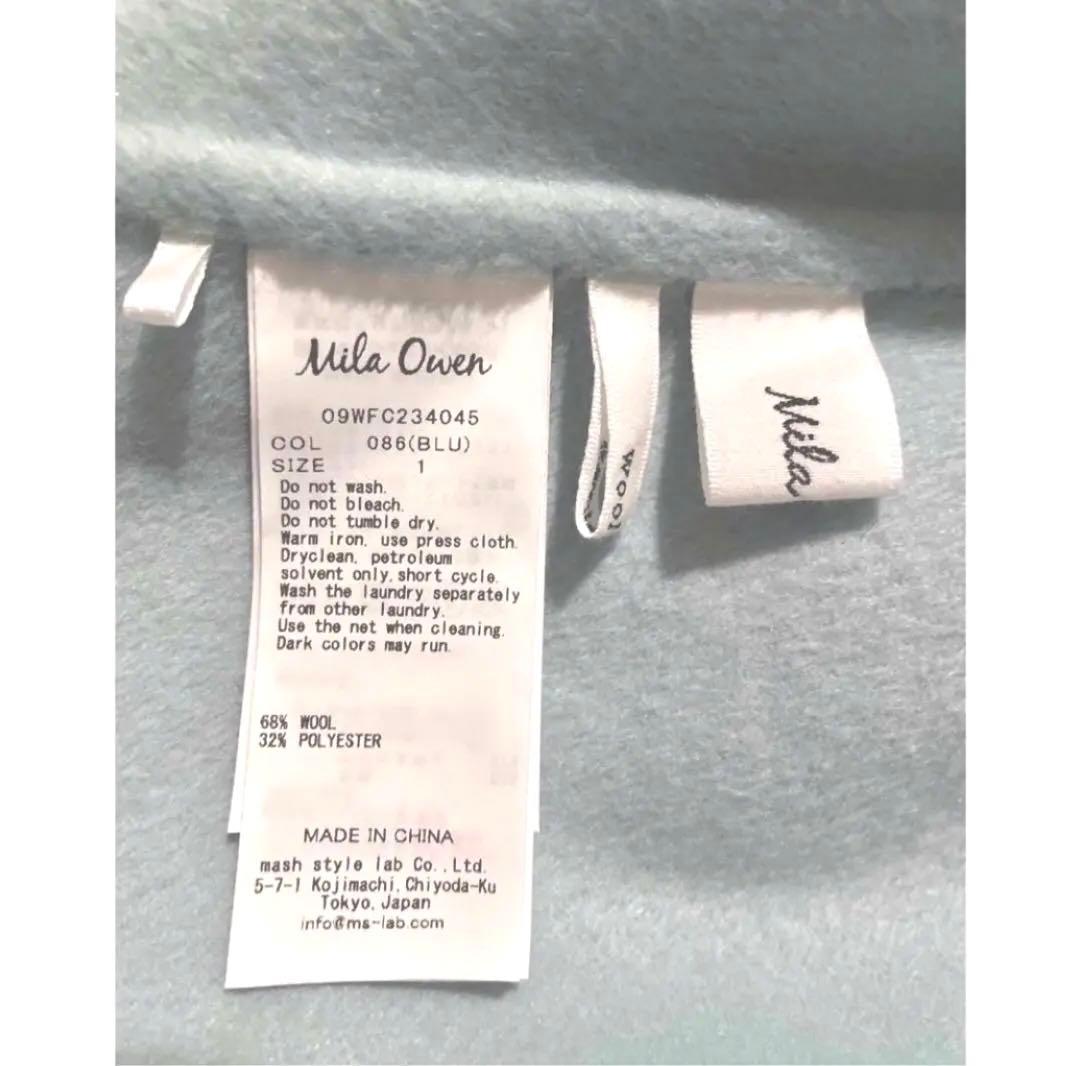 Mila Owen
09WFC234045
COL 086(BLU)
SIZE 1
Do not wash.
Do not bleach.
Do not tumble dry.
Warm iron, use press cloth.
Dryclean, petroleum
solvent only, short cycle.
Wash the laundry separately
from other laundry.
Use the net when cleaning.
Dark colors may run.
68% WOOL
32% POLYESTER
MADE IN CHINA
mash style lab Co., Ltd.
5-7-1 Kojimachi, Chiyoda-Ku
Tokyo, Japan
info@ms-lab.com
Wool
Mila